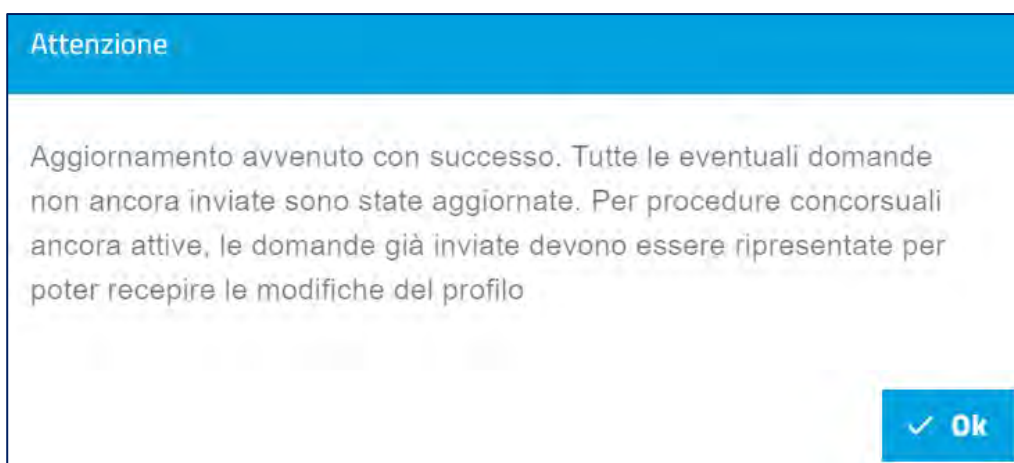 Attenzione
Aggiornamento avvenuto con successo. Tutte le eventuali domande
non ancora inviate sono state aggiornate. Per procedure concorsuali
ancora attive, le domande già inviate devono essere ripresentate per
poter recepire le modifiche del profilo
Ok